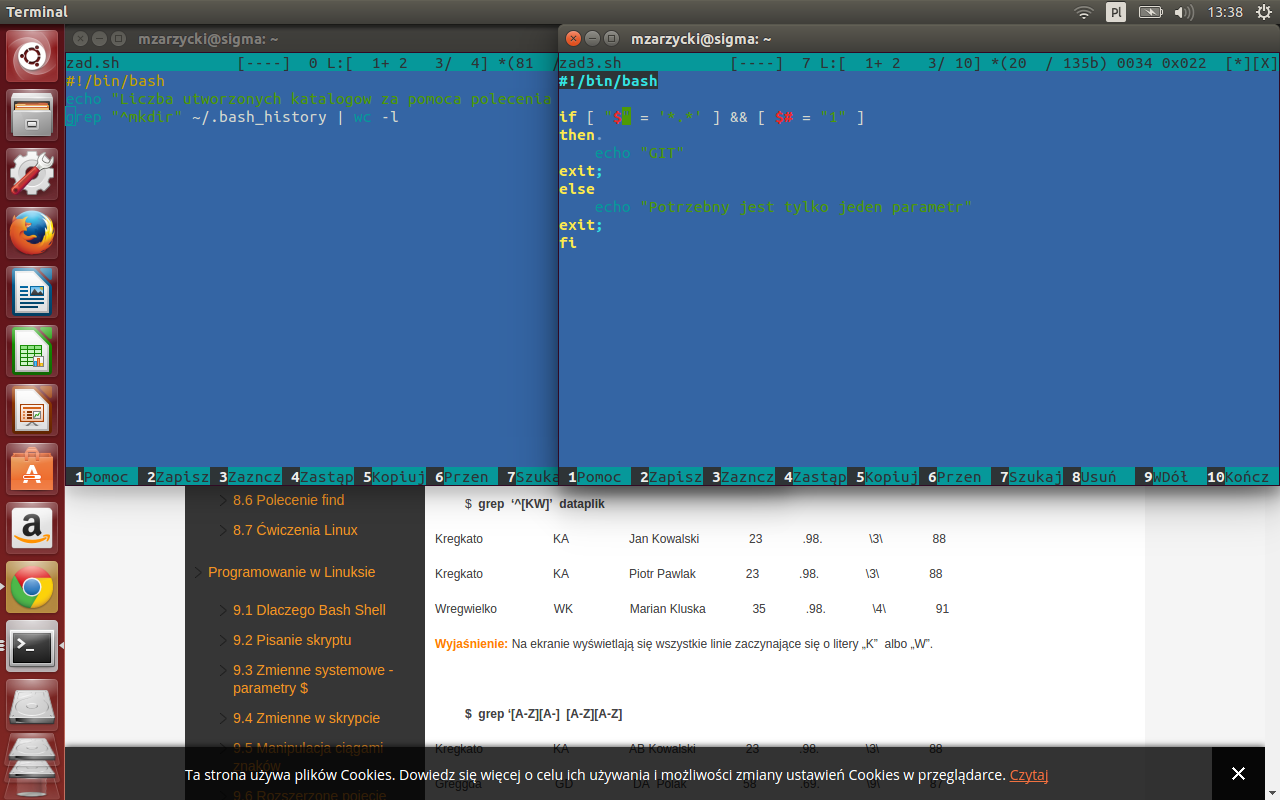 Terminal
Pl
13:38
mzarzycki@sigma: ~
zad.sh [----] 0 L:[ 1+ 2 3/ 4] *(81 /
#!/bin/bash
echo "Liczba utworzonych katalogow za pomoca polecenia
grep "^mkdir" ~/.bash_history | wc -l
1Pomoc 2Zapisz 3Zazncz 4Zastąp 5Kopiuj 6Przen 7Szuka
mzarzycki@sigma: ~
zad3.sh [----] 7 L:[ 1+ 2 3/ 10] *(20 / 135b) 0034 0x022 [*][X]
#!/bin/bash
if [ "$" = '*.*' ] && [ $# = "1" ]
then.
echo "GIT"
exit;
else
echo "Potrzebny jest tylko jeden parametr"
exit;
fi
1Pomoc 2Zapisz 3Zazncz 4Zastąp 5Kopiuj 6Przen 7Szukaj 8Usuń 9WDół 10Kończ
8.6 Polecenie find
8.7 Ćwiczenia Linux
Programowanie w Linuksie
9.1 Dlaczego Bash Shell
9.2 Pisanie skryptu
9.3 Zmienne systemowe -
parametry $
9.4 Zmienne w skrypcie
9.5 Manipulacja ciągami
znaków
9.6 Rozszerzone pojęcie
$ grep ‘^[KW]’ dataplik
Kregkato KA Jan Kowalski 23 .98. \3\ 88
Kregkato KA Piotr Pawlak 23 .98. \3\ 88
Wregwielko WK Marian Kluska 35 .98. \4\ 91
Wyjaśnienie: Na ekranie wyświetlają się wszystkie linie zaczynające się o litery „K” albo „W”.
$ grep ‘[A-Z][A-] [A-Z][A-Z]
Kregkato KA AB Kowalski 23 .98. \3\ 88
Greggda GD DA Polak 58 .69. \9\ 87
Ta strona używa plików Cookies. Dowiedz się więcej o celu ich używania i możliwości zmiany ustawień Cookies w przeglądarce. Czytaj